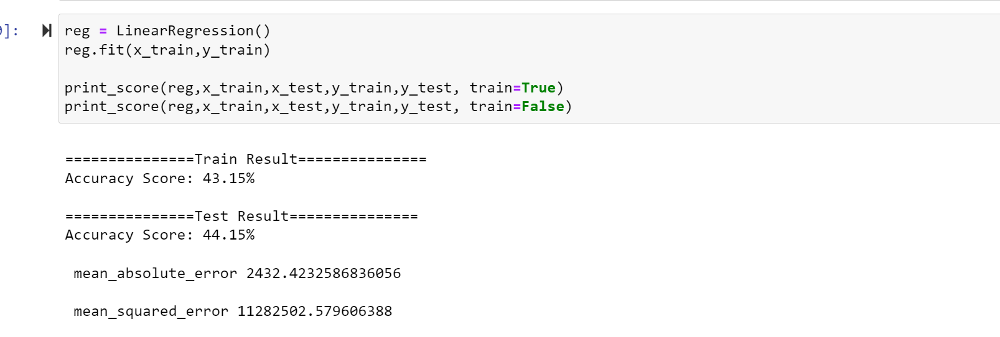 ]:
reg = LinearRegression()
reg.fit(x_train,y_train)
print_score(reg,x_train,x_test,y_train,y_test, train=True)
print_score(reg,x_train,x_test,y_train,y_test, train=False)
===============Train Result===============
Accuracy Score: 43.15%
===============Test Result===============
Accuracy Score: 44.15%
mean_absolute_error 2432.4232586836056
mean_squared_error 11282502.579606388